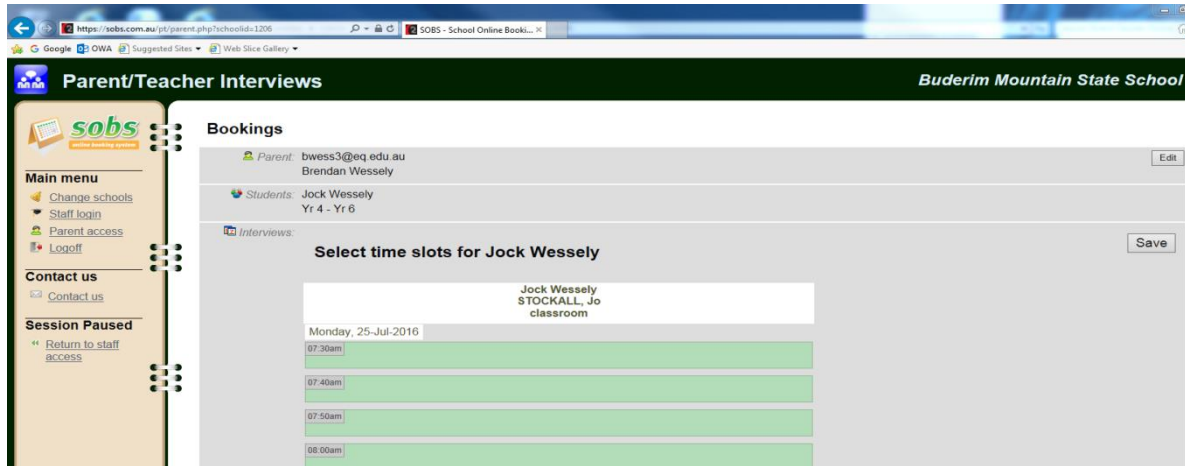 https://sobs.com.au/pt/parent.php?schoolid=1206
SOBS - School Online Booki...
Google
OWA
Suggested Sites
Web Slice Gallery
Parent/Teacher Interviews
Buderim Mountain State School
sobs
online booking system
Main menu
Change schools
Staff login
Parent access
Logoff
Contact us
Contact us
Session Paused
Return to staff
access
Bookings
Parent: bwess3@eq.edu.au
Brendan Wessely
Edit
Students: Jock Wessely
Yr 4 - Yr 6
Interviews:
Select time slots for Jock Wessely
Save
Jock Wessely
STOCKALL, Jo
classroom
Monday, 25-Jul-2016
07:30am
07:40am
07:50am
08:00am